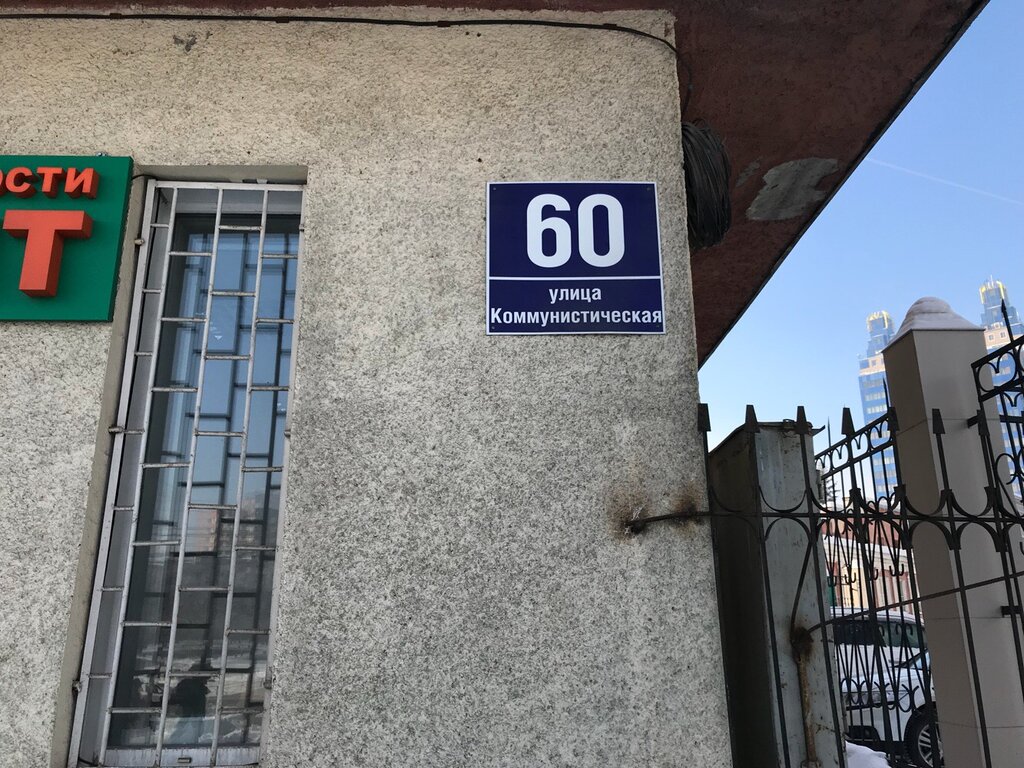 ости
Т
60
улица
Коммунистическая